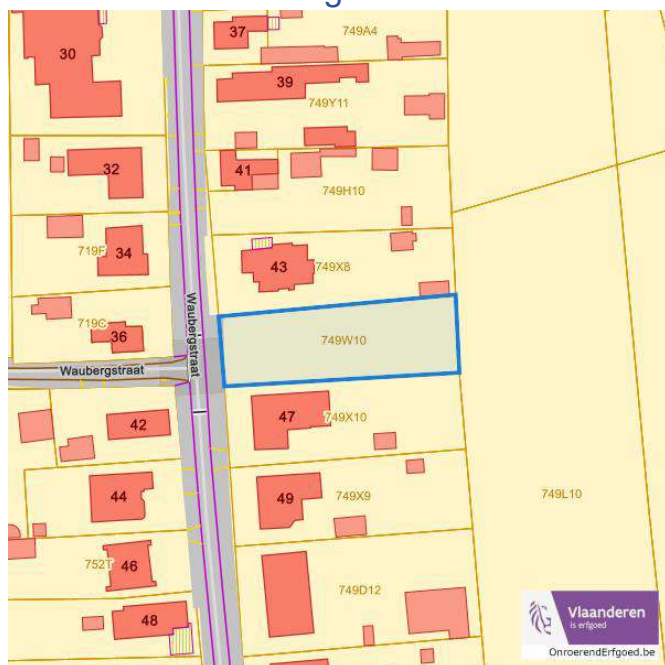 30
37
749A4
39
749Y11
32
41
749H10
719F
34
43
749X8
719C
36
Waubergstraat
749W10
Waubergstraat
42
47
749X10
44
49
749X9
749L10
752T
46
749D12
48
Vlaanderen
is erfgoed
OnroerendErfgoed.be